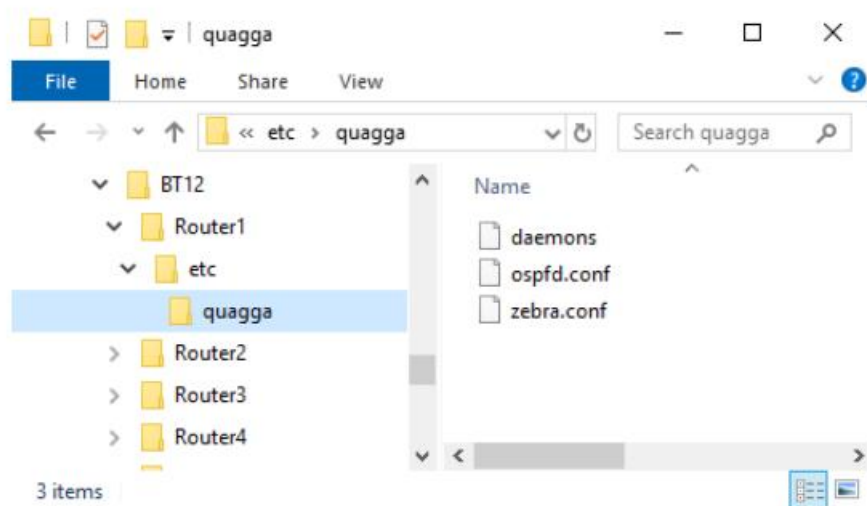 quagga
File Home Share View
« etc › quagga
Search quagga
BT12
Router1
etc
quagga
Router2
Router3
Router4
Name
daemons
ospfd.conf
zebra.conf
3 items